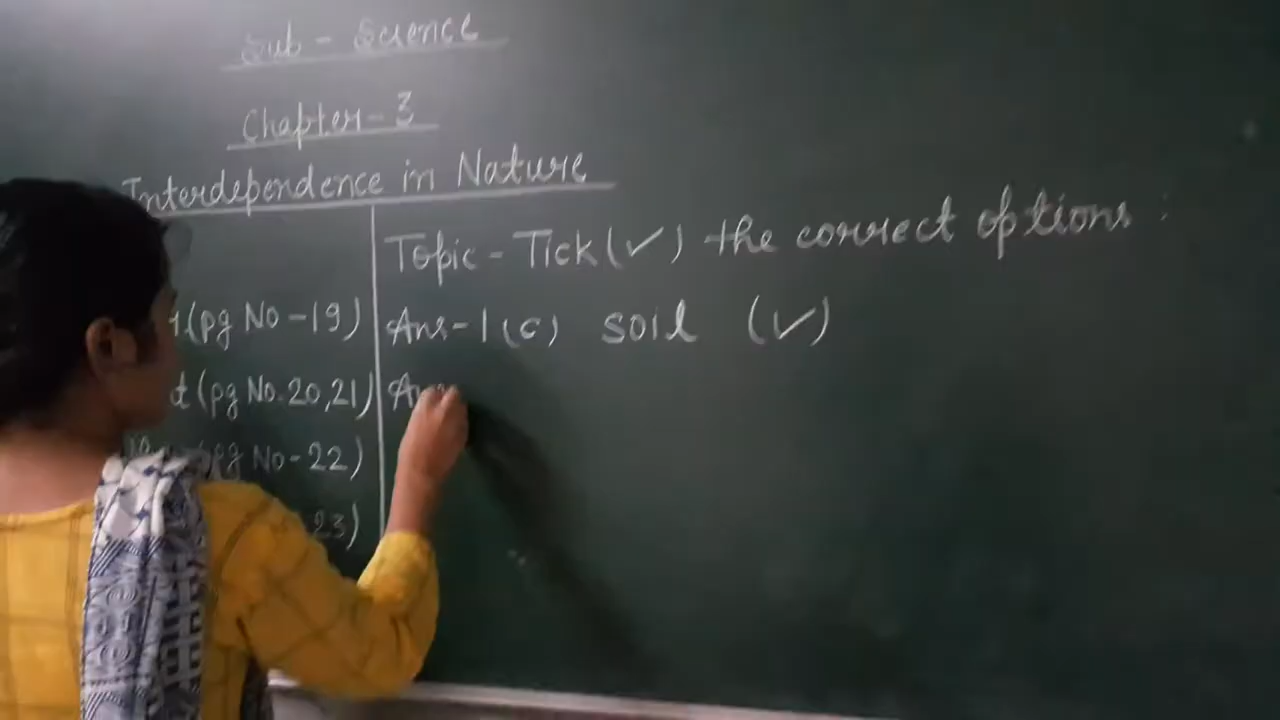 Sub - Science
Chapter - 3
Interdependence in Nature
(pg No - 19)
(pg No. 20,21)
(pg No - 22)
23)
Topic - Tick (✓) the correct options :
Ans - 1 (c) soil (✓)
Ans